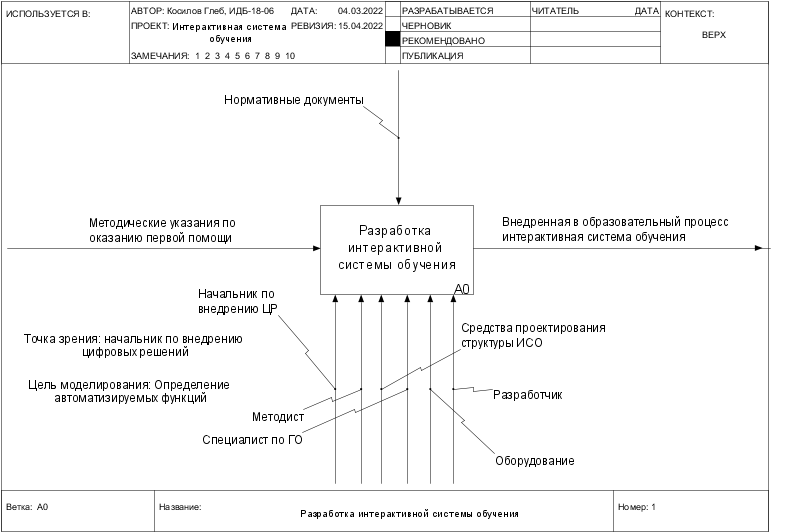 ИСПОЛЬЗУЕТСЯ В:
АВТОР: Косилов Глеб, ИДБ-18-06 ДАТА: 04.03.2022
ПРОЕКТ: Интерактивная система обучения РЕВИЗИЯ: 15.04.2022
ЗАМЕЧАНИЯ: 1 2 3 4 5 6 7 8 9 10
РАЗРАБАТЫВАЕТСЯ
ЧЕРНОВИК
РЕКОМЕНДОВАНО
ПУБЛИКАЦИЯ
ЧИТАТЕЛЬ ДАТА
КОНТЕКСТ:
ВЕРХ
Нормативные документы
Методические указания по
оказанию первой помощи
Разработка
интерактивной
системы обучения
A0
Внедренная в образовательный процесс
интерактивная система обучения
Начальник по
внедрению ЦР
Точка зрения: начальник по внедрению
цифровых решений
Средства проектирования
структуры ИСО
Цель моделирования: Определение
автоматизируемых функций
Разработчик
Методист
Специалист по ГО
Оборудование
Ветка: A0
Название:
Разработка интерактивной системы обучения
Номер: 1